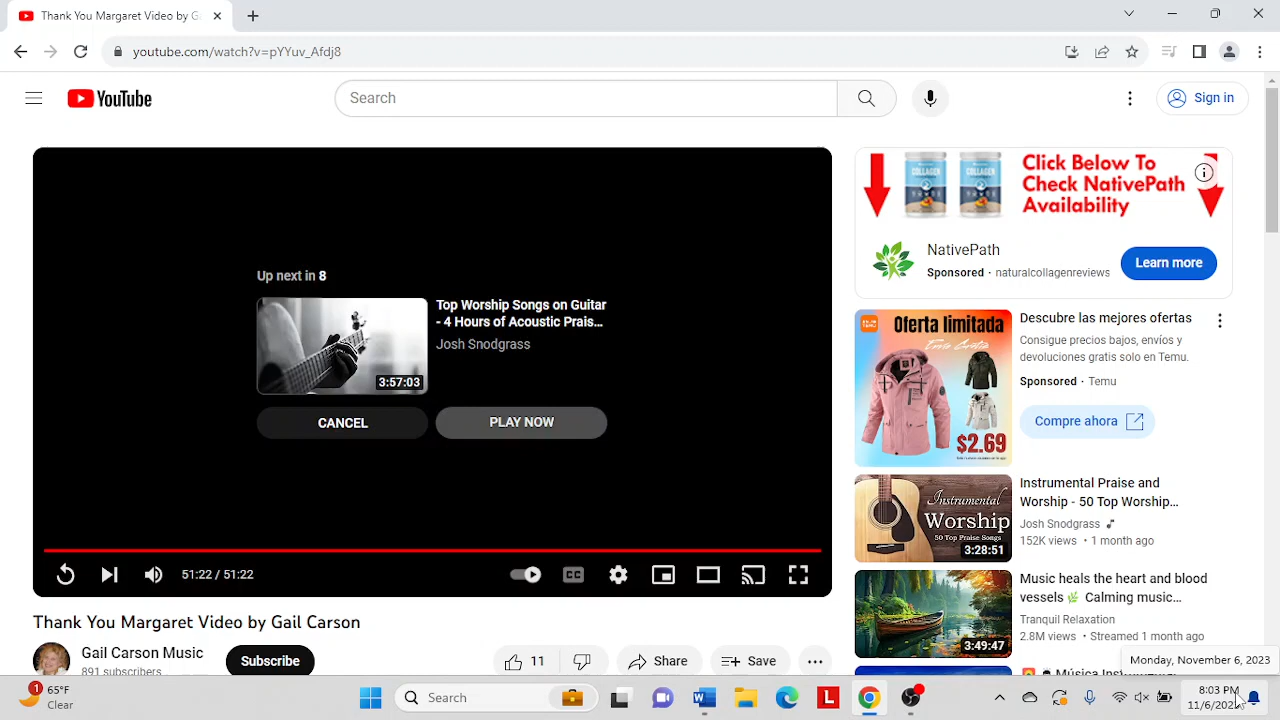 Thank You Margaret Video by G
youtube.com/watch?v=pYYuv_Afdj8
YouTube
Search
Sign in
Up next in 8
3:57:03
Top Worship Songs on Guitar
- 4 Hours of Acoustic Prais...
Josh Snodgrass
CANCEL
PLAY NOW
51:22 / 51:22
CC
Thank You Margaret Video by Gail Carson
Gail Carson Music
891 subscribers
Subscribe
11
Share
Save
COLLAGEN
COLLAGEN
Click Below To
Check NativePath
Availability
NativePath
Sponsored · naturalcollagenreviews
Learn more
TEMU
Oferta limitada
$2.69
Descubre las mejores ofertas
Consigue precios bajos, envíos y
devoluciones gratis solo en Temu.
Sponsored · Temu
Compre ahora
Instrumental
Worship
50 Top Praise Songs
3:28:51
Instrumental Praise and
Worship - 50 Top Worship...
Josh Snodgrass
152K views · 1 month ago
3:49:47
Music heals the heart and blood
vessels 🌿 Calming music...
Tranquil Relaxation
2.8M views · Streamed 1 month ago
Monday, November 6, 2023
1
65°F
Clear
Search
W
L
8:03 PM
11/6/202